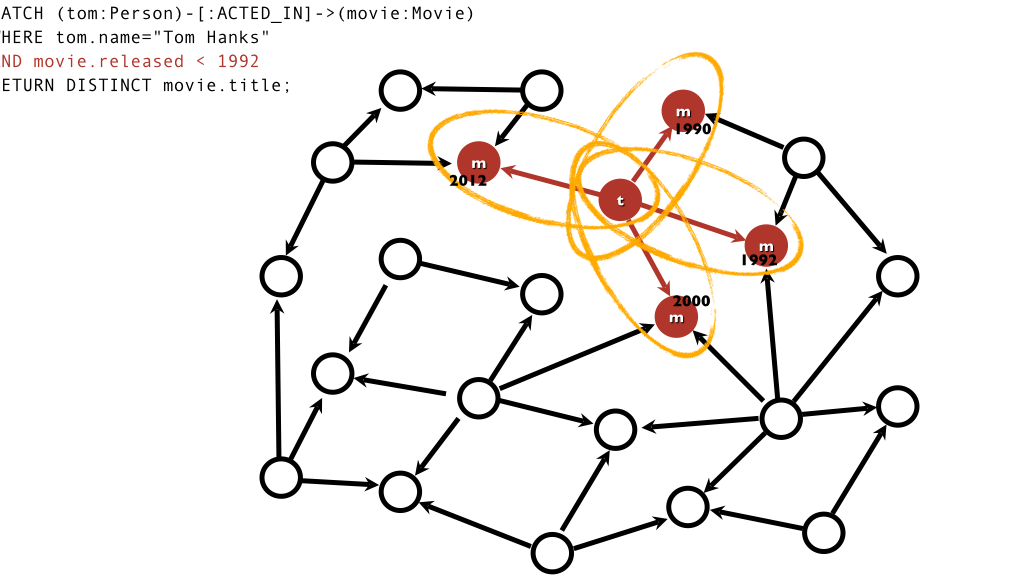 ATCH (tom:Person)-[:ACTED_IN]->(movie:Movie)
HERE tom.name="Tom Hanks"
ND movie.released < 1992
ETURN DISTINCT movie.title;
m
1990
m
2012
t
m
1992
2000
m